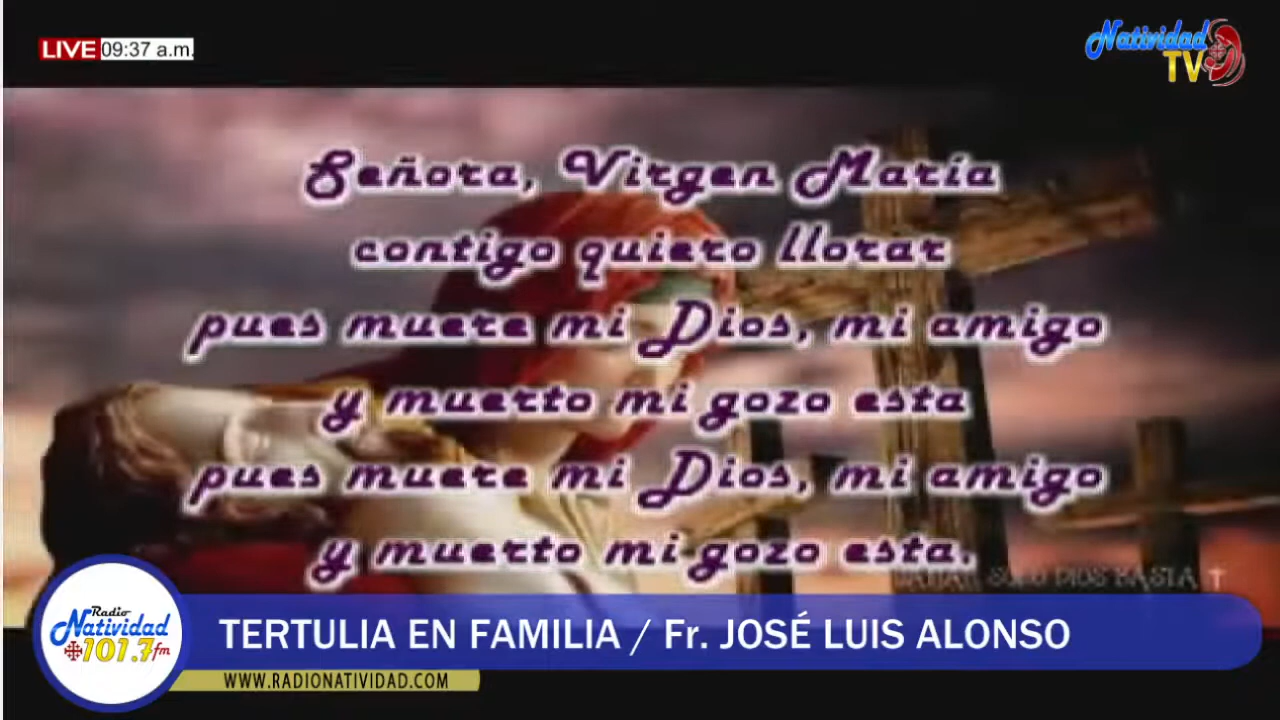 LIVE 09:37 a.m.
Natividad
TV
Señora, Virgen María
contigo quiero llorar
pues muere mi Dios, mi amigo
y muerto mi gozo esta
pues muere mi Dios, mi amigo
y muerto mi gozo esta.
SOLO DIOS BASTA
Radio
Natividad
101.7 fm
TERTULIA EN FAMILIA / Fr. JOSÉ LUIS ALONSO
WWW.RADIONATIVIDAD.COM